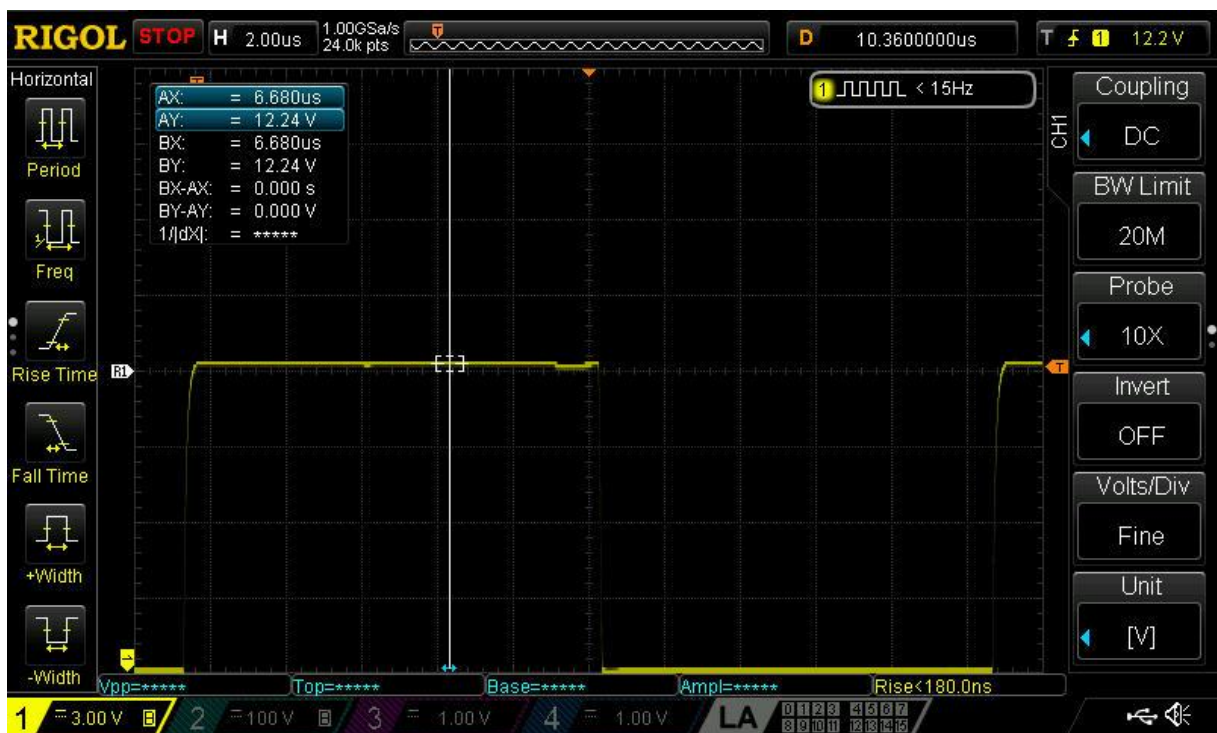 RIGOL STOP H 2.00us 1.00GSa/s 24.0k pts D 10.3600000us T 1 12.2 V
Horizontal
Period
Freq
Rise Time
Fall Time
+Width
-Width
AX: = 6.680us
AY: = 12.24 V
BX: = 6.680us
BY: = 12.24 V
BX-AX: = 0.000 s
BY-AY: = 0.000 V
1/|dX|: = *****
1 < 15Hz
R1
T
CH1
Coupling
DC
BW Limit
20M
Probe
10X
Invert
OFF
Volts/Div
Fine
Unit
[V]
Vpp=***** Top=***** Base=***** Ampl=***** Rise<180.0ns
1 3.00 V B 2 100 V B 3 1.00 V 4 1.00 V LA 0 1 2 3 4 5 6 7
8 9 10 11 12 13 14 15